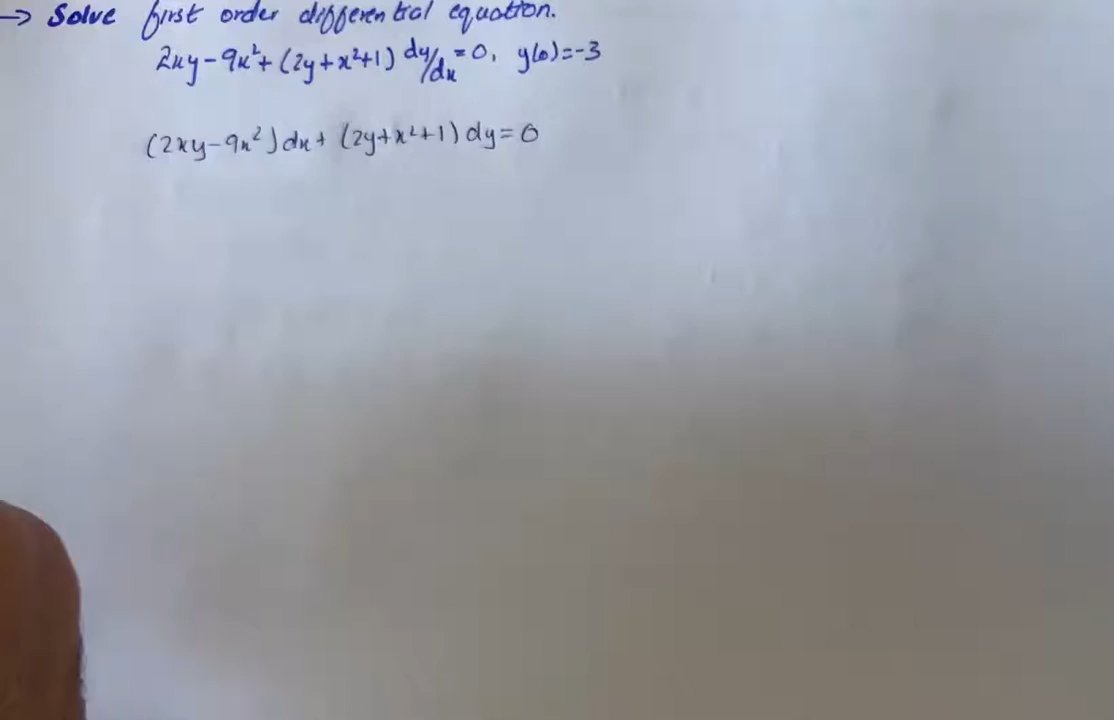 → Solve first order differential equation.
2xy-9x²+(2y+x²+1) dy/dx=0, y(0)=-3
(2xy-9x²)dx+(2y+x²+1)dy=0